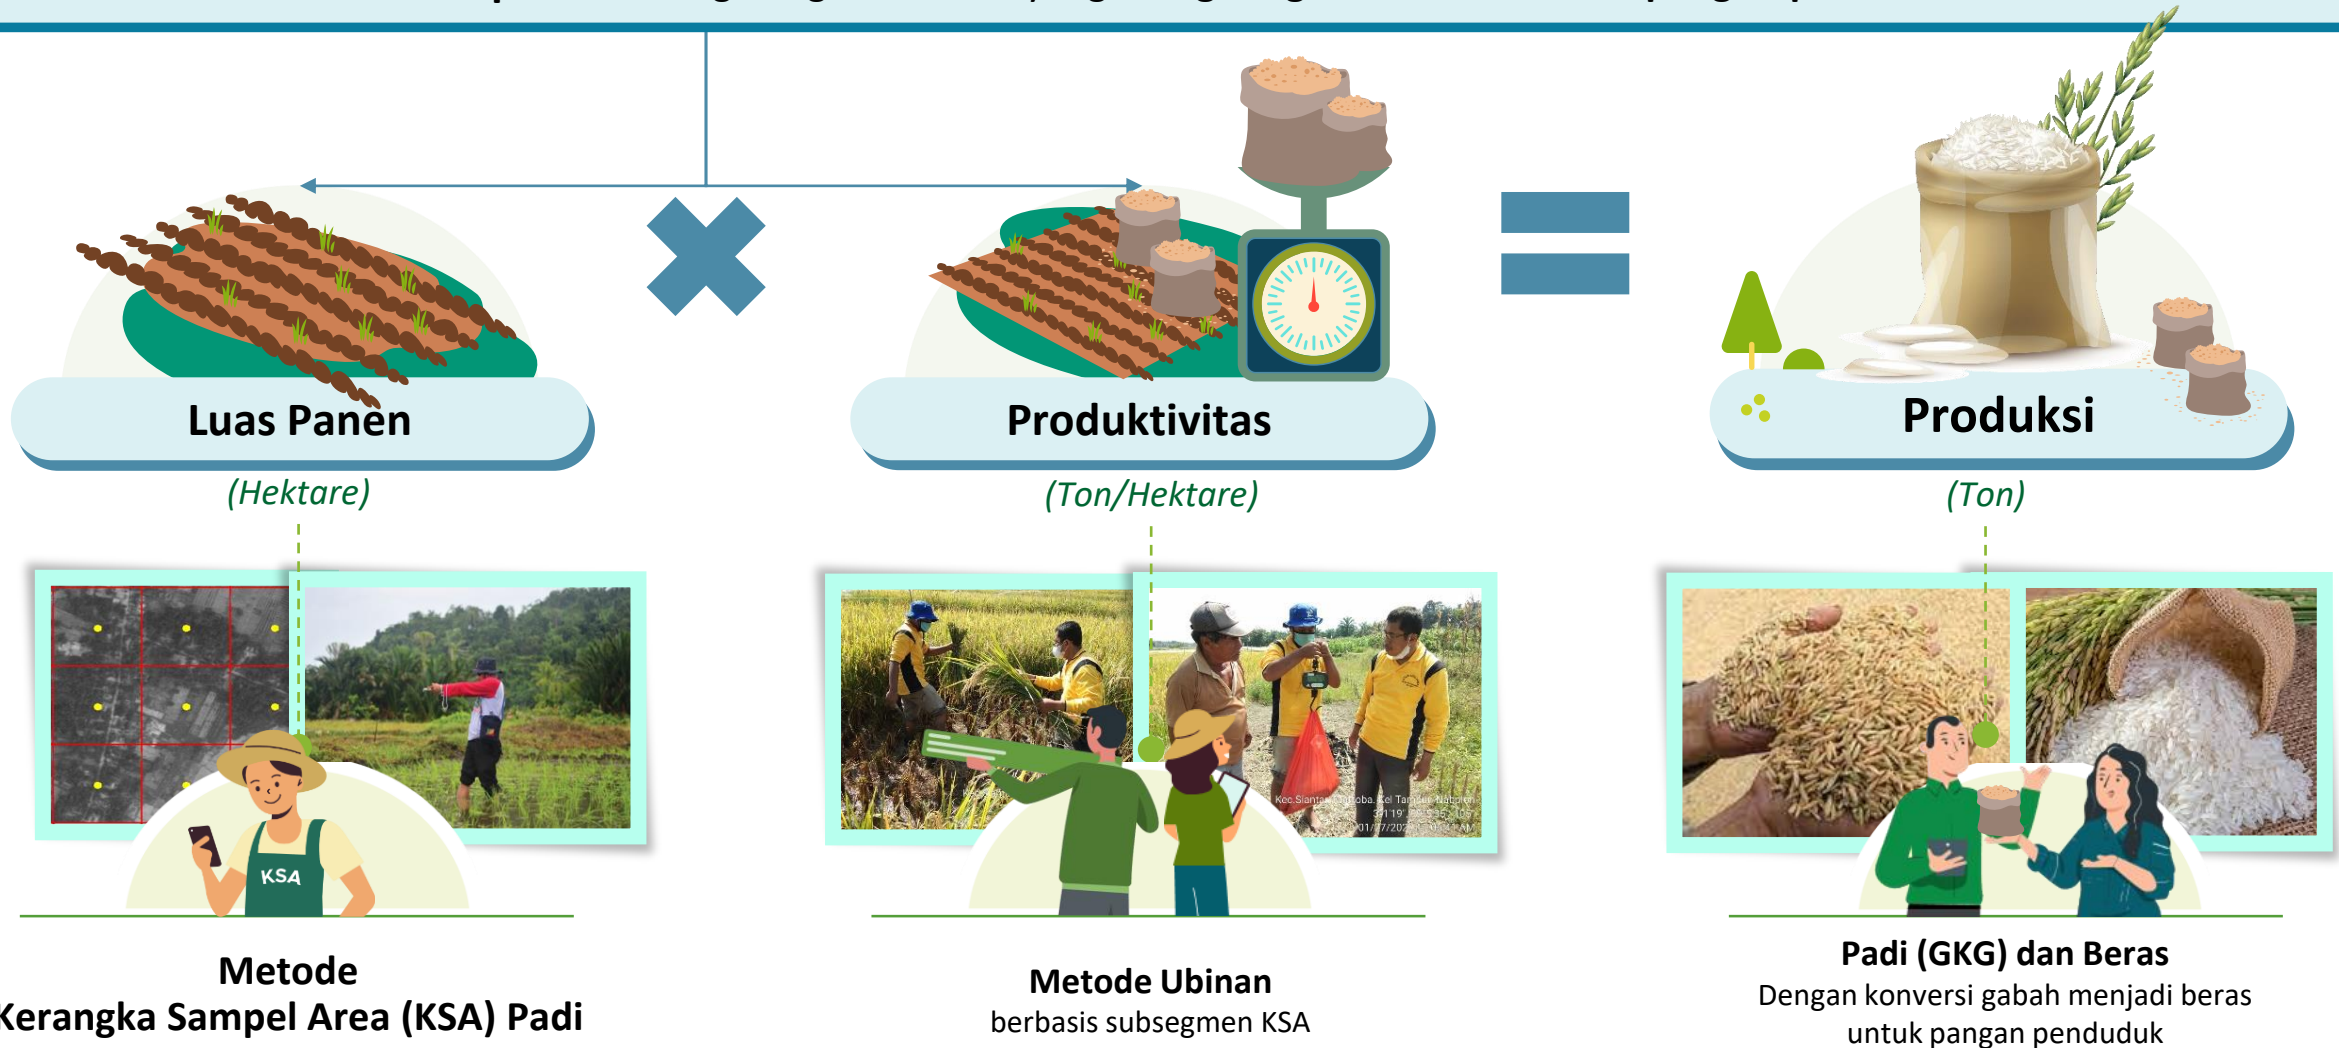 Luas Panen
Produktivitas
Produksi
(Hektare)
(Ton/Hektare)
(Ton)
KSA
Metode
Kerangka Sampel Area (KSA) Padi
Metode Ubinan
berbasis subsegmen KSA
Padi (GKG) dan Beras
Dengan konversi gabah menjadi beras
untuk pangan penduduk